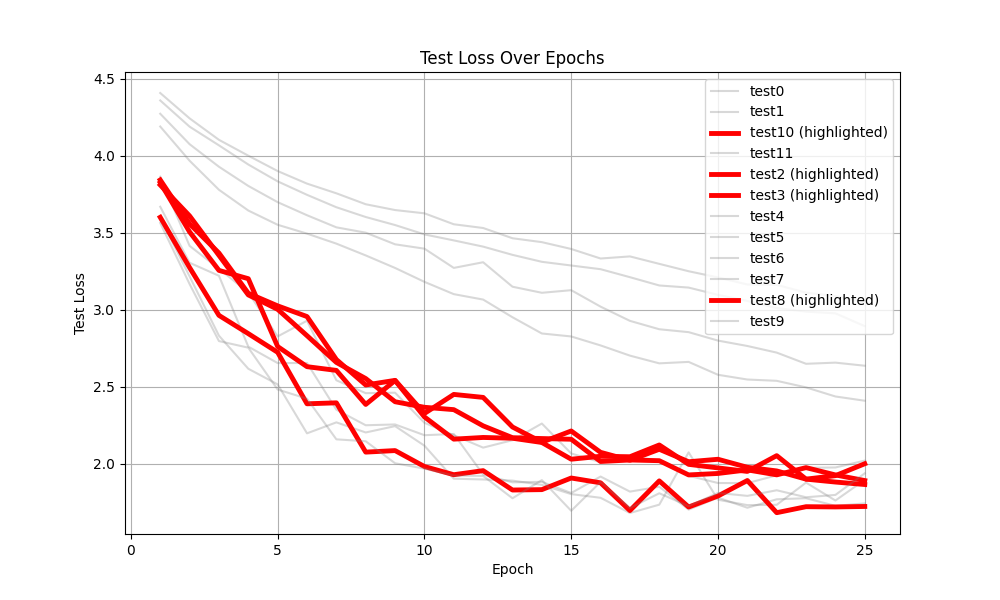 Test Loss Over Epochs
4.5
4.0
3.5
3.0
2.5
2.0
Test Loss
test0
test1
test10 (highlighted)
test11
test2 (highlighted)
test3 (highlighted)
test4
test5
test6
test7
test8 (highlighted)
test9
0
5
10
15
20
25
Epoch